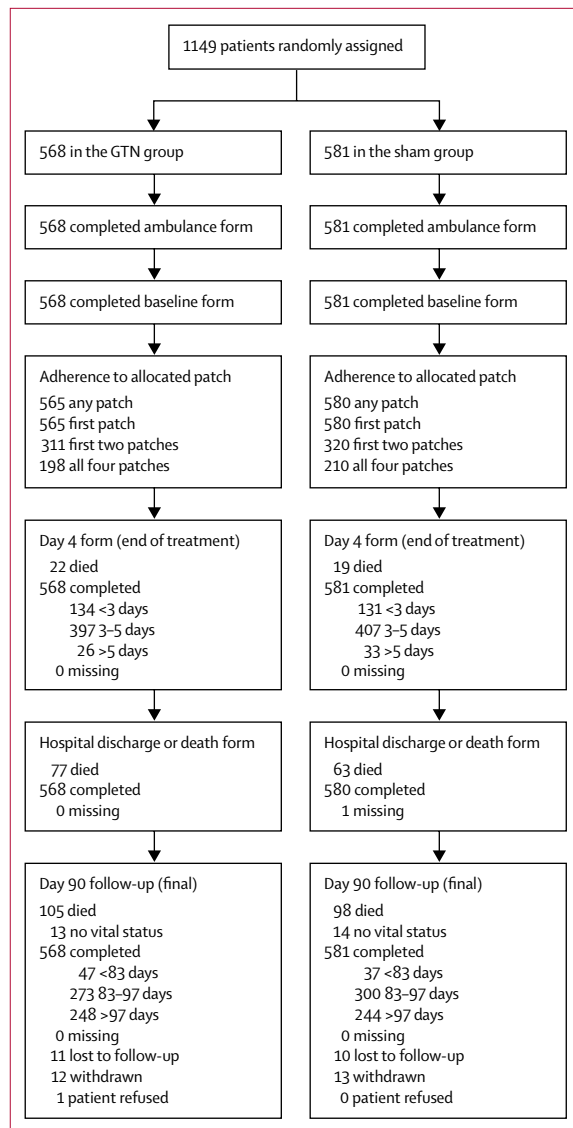 1149 patients randomly assigned
568 in the GTN group
568 completed ambulance form
568 completed baseline form
Adherence to allocated patch
565 any patch
565 first patch
311 first two patches
198 all four patches
Day 4 form (end of treatment)
22 died
568 completed
134 <3 days
397 3–5 days
26 >5 days
0 missing
Hospital discharge or death form
77 died
568 completed
0 missing
Day 90 follow-up (final)
105 died
13 no vital status
568 completed
47 <83 days
273 83–97 days
248 >97 days
0 missing
11 lost to follow-up
12 withdrawn
1 patient refused
581 in the sham group
581 completed ambulance form
581 completed baseline form
Adherence to allocated patch
580 any patch
580 first patch
320 first two patches
210 all four patches
Day 4 form (end of treatment)
19 died
581 completed
131 <3 days
407 3–5 days
33 >5 days
0 missing
Hospital discharge or death form
63 died
580 completed
1 missing
Day 90 follow-up (final)
98 died
14 no vital status
581 completed
37 <83 days
300 83–97 days
244 >97 days
0 missing
10 lost to follow-up
13 withdrawn
0 patient refused